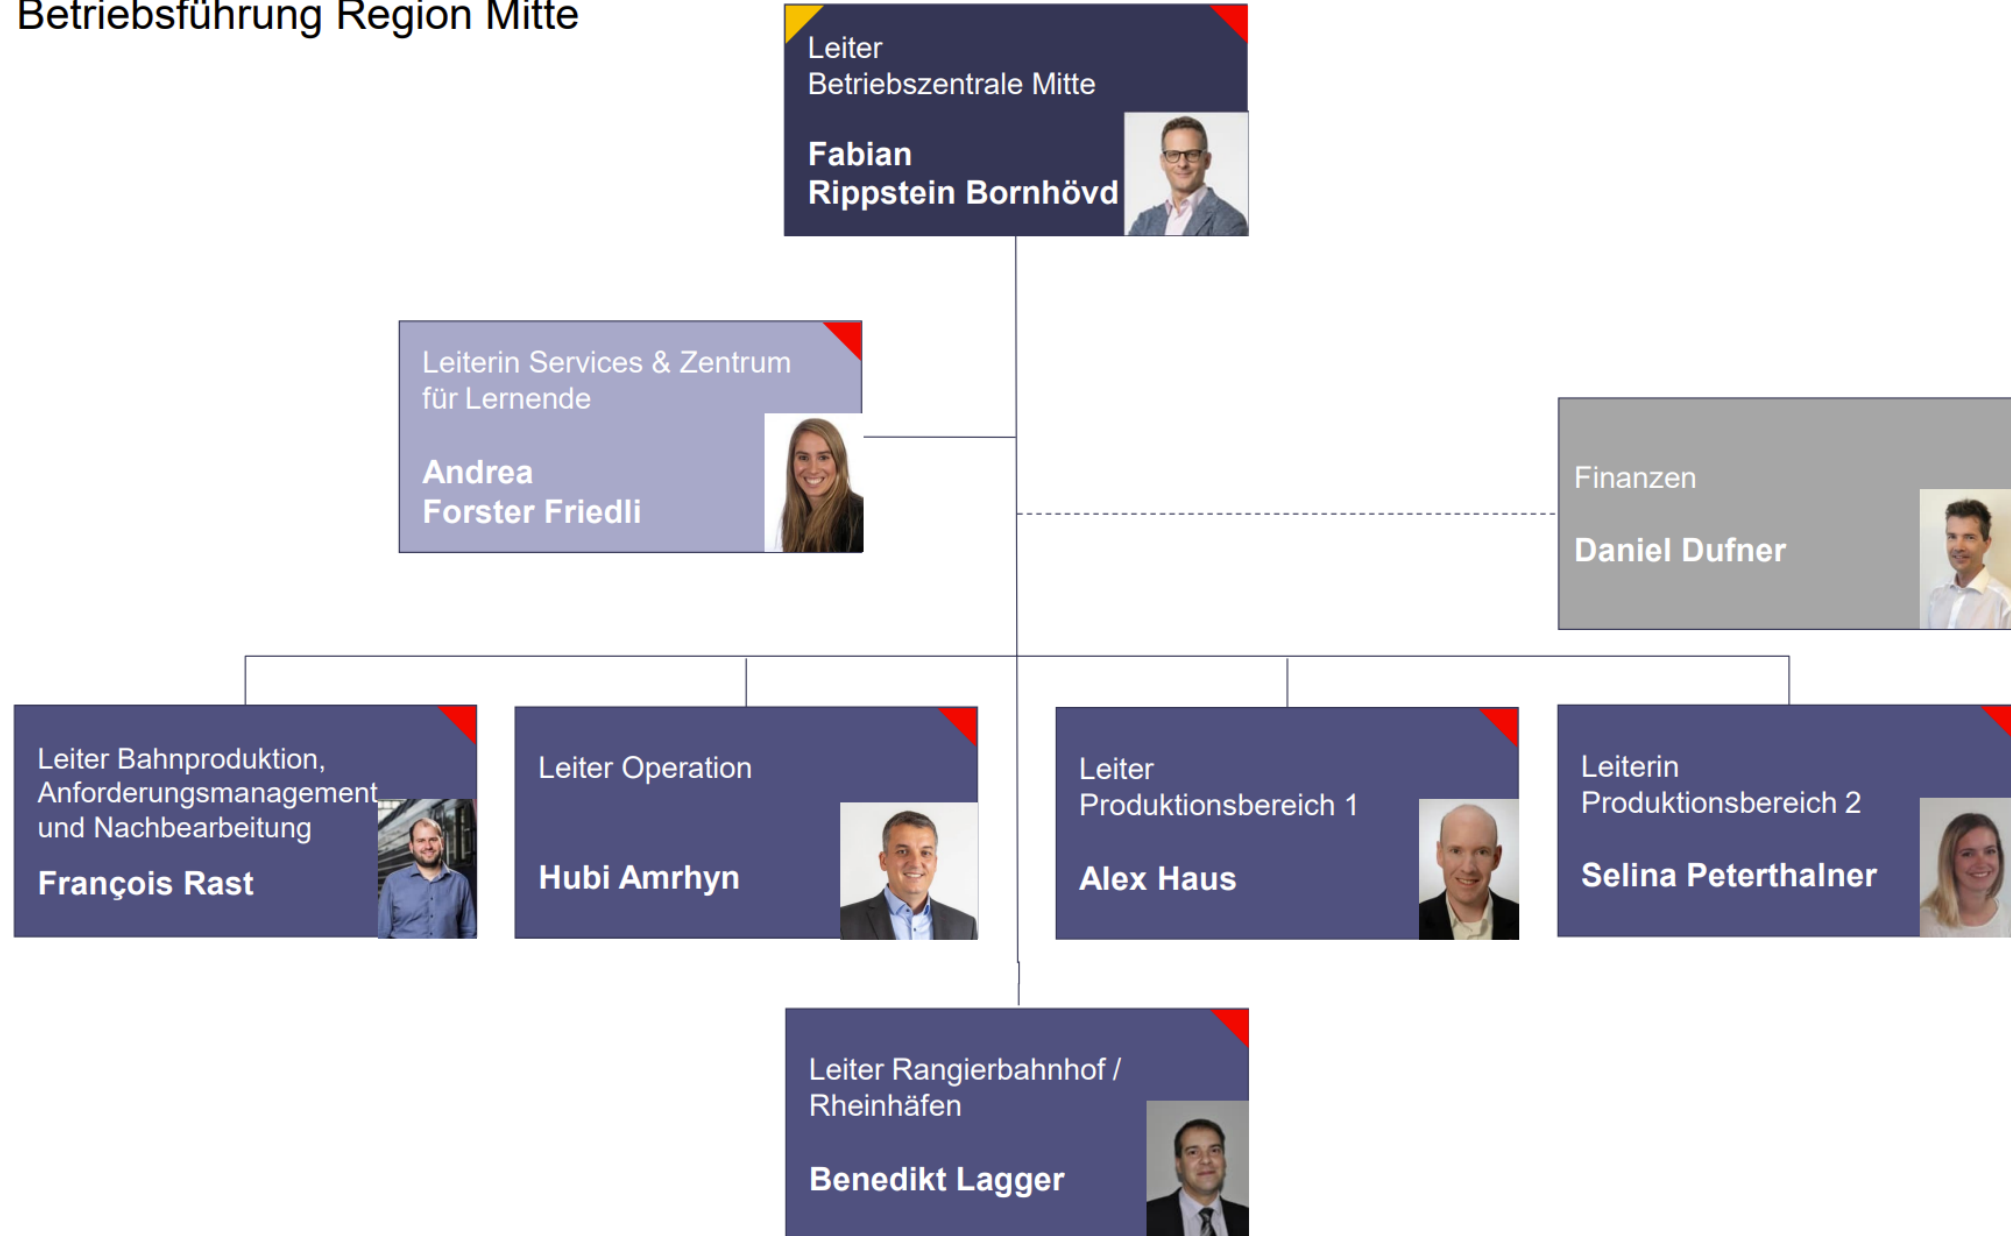 Betriebsführung Region Mitte
Leiter
Betriebszentrale Mitte
Fabian
Rippstein Bornhövd
Leiterin Services & Zentrum
für Lernende
Andrea
Forster Friedli
Finanzen
Daniel Dufner
Leiter Bahnproduktion,
Anforderungsmanagement
und Nachbearbeitung
François Rast
Leiter Operation
Hubi Amrhyn
Leiter
Produktionsbereich 1
Alex Haus
Leiterin
Produktionsbereich 2
Selina Peterthalner
Leiter Rangierbahnhof /
Rheinhäfen
Benedikt Lagger